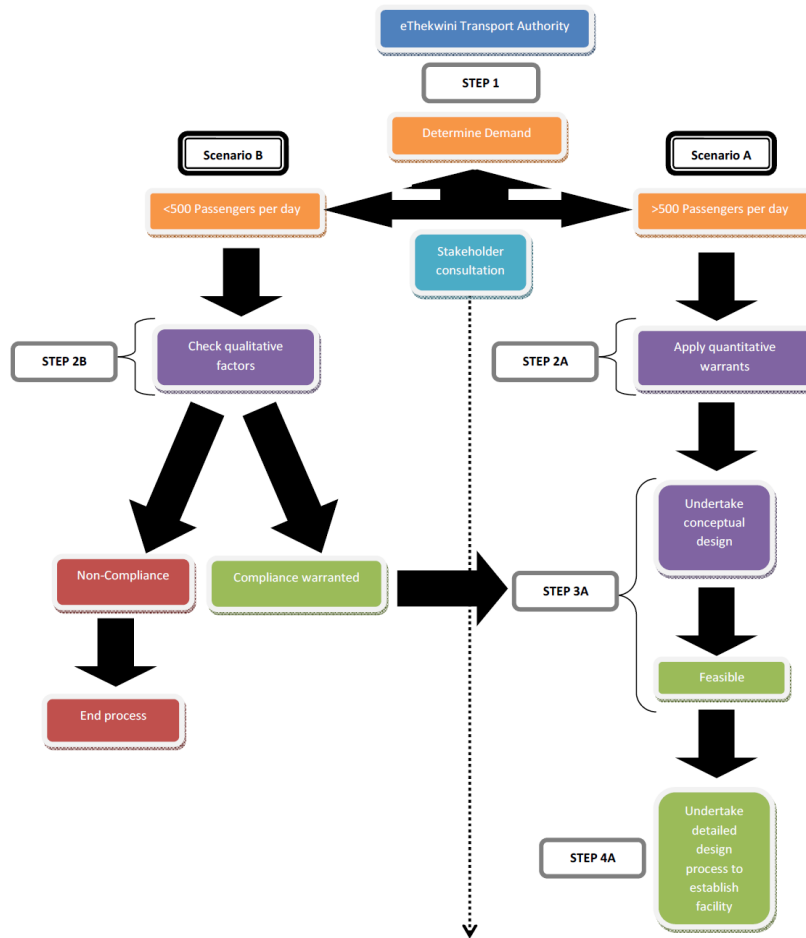 eThekwini Transport Authority
STEP 1
Determine Demand
Scenario B
Scenario A
<500 Passengers per day
>500 Passengers per day
Stakeholder
consultation
STEP 2B
Check qualitative
factors
STEP 2A
Apply quantitative
warrants
Undertake
conceptual
design
Non-Compliance
Compliance warranted
STEP 3A
Feasible
End process
Undertake
detailed
design
process to
establish
facility
STEP 4A